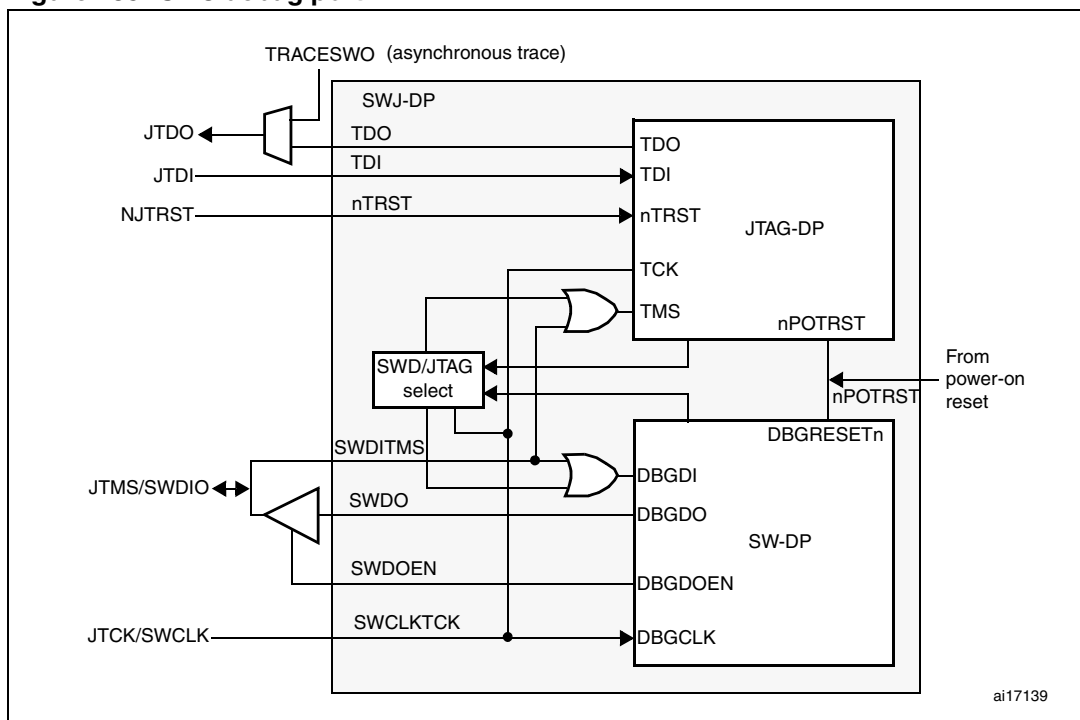 TRACESWO (asynchronous trace)
SWJ-DP
JTDO
TDO
TDO
JTDI
TDI
TDI
NJTRST
nTRST
nTRST
JTAG-DP
TCK
TMS
nPOTRST
SWD/JTAG
select
From
power-on
reset
nPOTRST
DBGRESETn
SWDITMS
JTMS/SWDIO
DBGDI
SWDO
DBGDO
SW-DP
SWDOEN
DBGDOEN
JTCK/SWCLK
SWCLKTCK
DBGCLK
ai17139